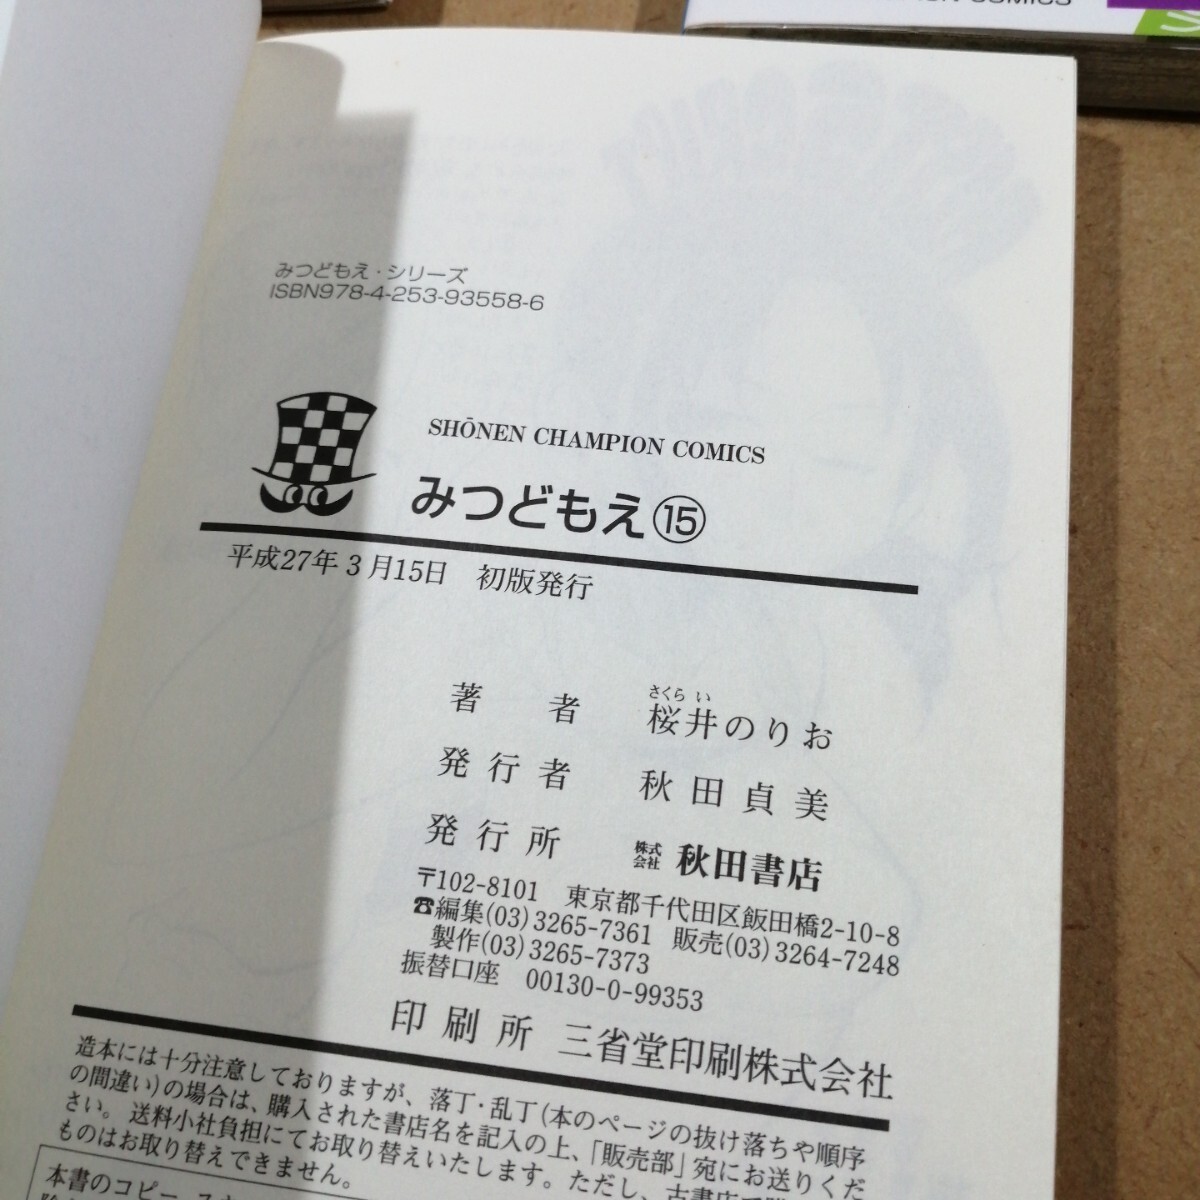 COMICS
みつどもえ・シリーズ
ISBN978-4-253-93558-6
SHŌNEN CHAMPION COMICS
みつどもえ⑮
平成27年3月15日 初版発行
さくら い
著者 桜井のりお
発行者 秋田貞美
発行所 株式会社 秋田書店
〒102-8101 東京都千代田区飯田橋2-10-8
☎編集(03)3265-7361 販売(03)3264-7248
製作(03)3265-7373
振替口座 00130-0-99353
印刷所 三省堂印刷株式会社
造本には十分注意しておりますが、落丁・乱丁(本のページの抜け落ちや順序
の間違い)の場合は、購入された書店名を記入の上、「販売部」宛にお送りくだ
さい。送料小社負担にてお取り替えいたします。ただし、古書店で
ものはお取り替えできません。
本書のコピー